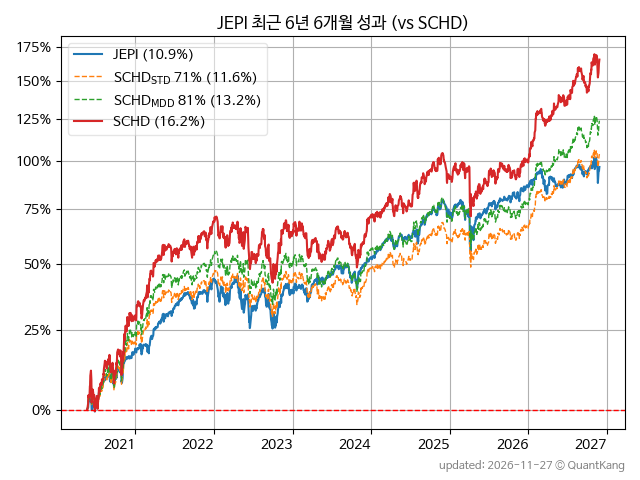 JEPI 최근 6년 6개월 성과 (vs SCHD)
175%
150%
125%
100%
75%
50%
25%
0%
JEPI (10.9%)
SCHD_STD 71% (11.6%)
SCHD_MDD 81% (13.2%)
SCHD (16.2%)
2021 2022 2023 2024 2025 2026 2027
updated: 2026-11-27 © QuantKang